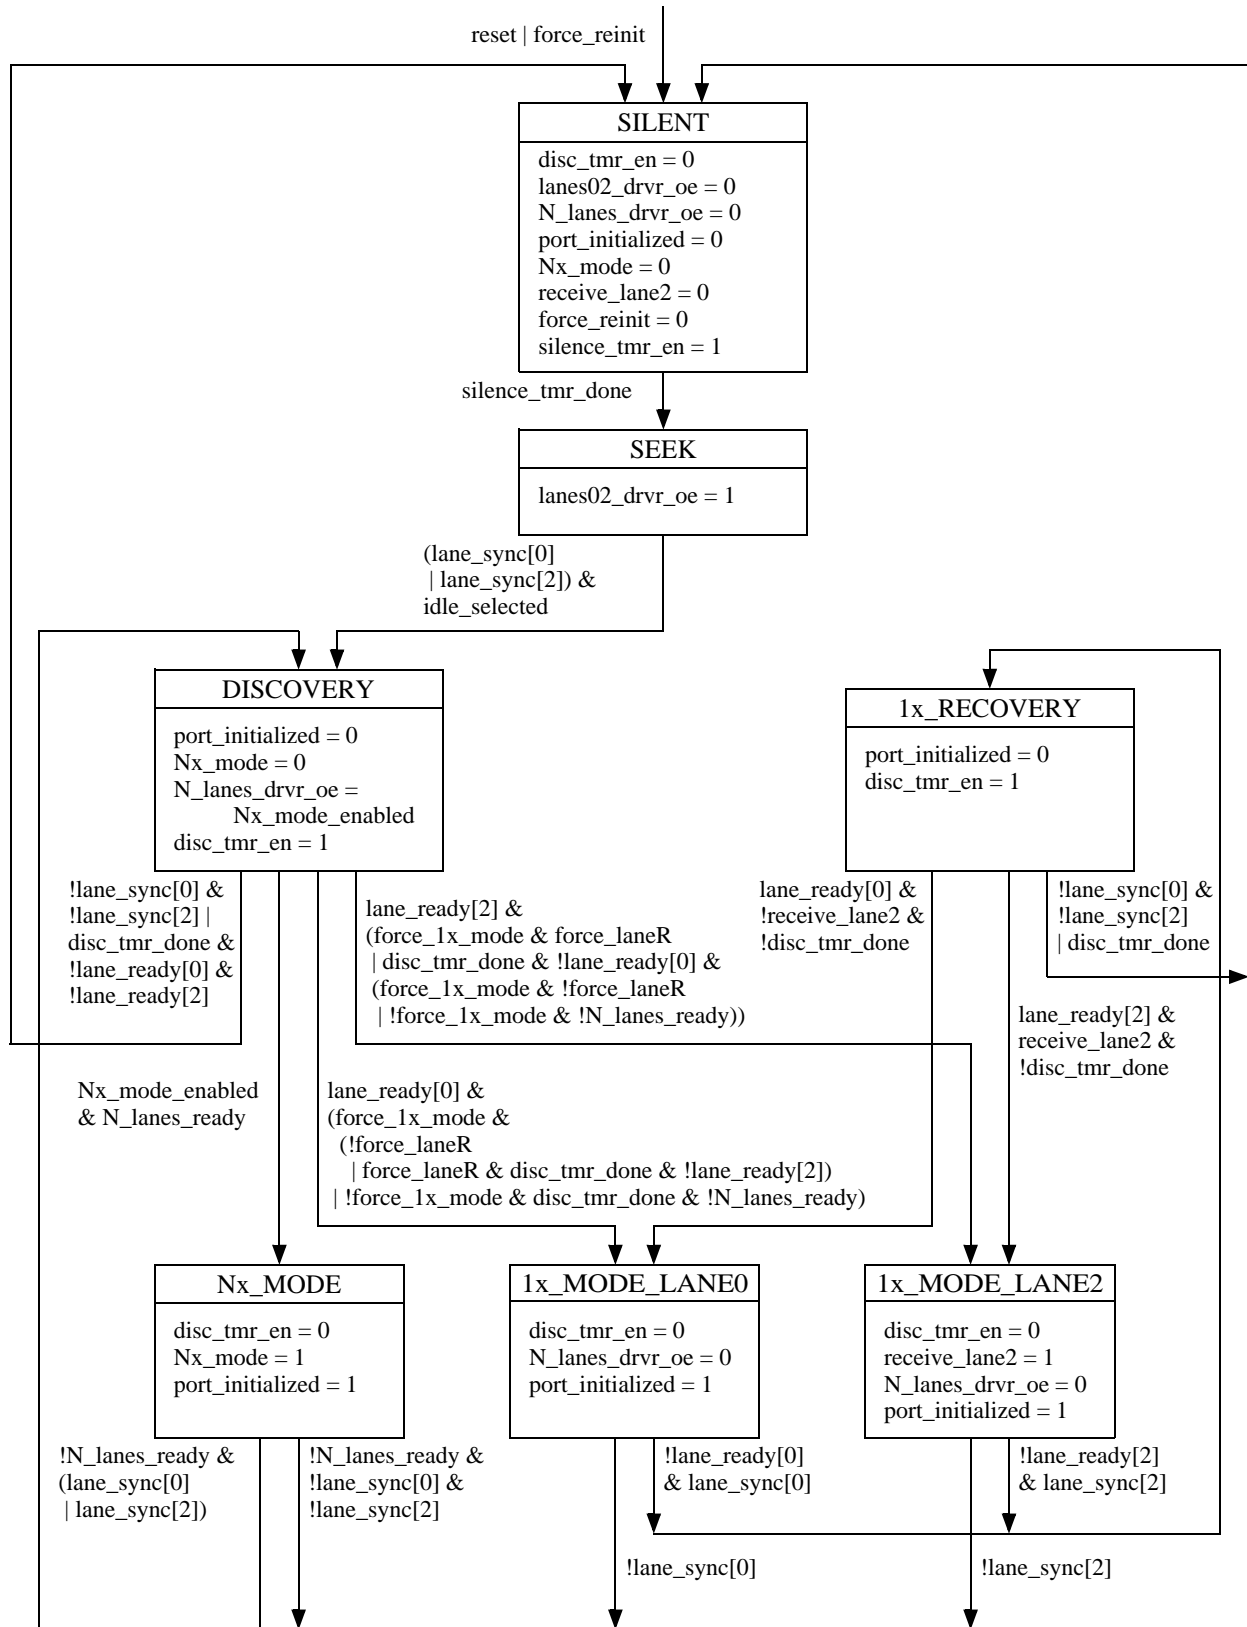 reset | force_reinit
SILENT
disc_tmr_en = 0
lanes02_drvr_oe = 0
N_lanes_drvr_oe = 0
port_initialized = 0
Nx_mode = 0
receive_lane2 = 0
force_reinit = 0
silence_tmr_en = 1
silence_tmr_done
SEEK
lanes02_drvr_oe = 1
(lane_sync[0]
| lane_sync[2]) &
idle_selected
DISCOVERY
port_initialized = 0
Nx_mode = 0
N_lanes_drvr_oe =
Nx_mode_enabled
disc_tmr_en = 1
1x_RECOVERY
port_initialized = 0
disc_tmr_en = 1
!lane_sync[0] &
!lane_sync[2] |
disc_tmr_done &
!lane_ready[0] &
!lane_ready[2]
lane_ready[2] &
(force_1x_mode & force_laneR
| disc_tmr_done & !lane_ready[0] &
(force_1x_mode & !force_laneR
| !force_1x_mode & !N_lanes_ready))
lane_ready[0] &
!receive_lane2 &
!disc_tmr_done
!lane_sync[0] &
!lane_sync[2]
| disc_tmr_done
lane_ready[2] &
receive_lane2 &
!disc_tmr_done
Nx_mode_enabled
& N_lanes_ready
lane_ready[0] &
(force_1x_mode &
(!force_laneR
| force_laneR & disc_tmr_done & !lane_ready[2])
| !force_1x_mode & disc_tmr_done & !N_lanes_ready)
Nx_MODE
disc_tmr_en = 0
Nx_mode = 1
port_initialized = 1
1x_MODE_LANE0
disc_tmr_en = 0
N_lanes_drvr_oe = 0
port_initialized = 1
1x_MODE_LANE2
disc_tmr_en = 0
receive_lane2 = 1
N_lanes_drvr_oe = 0
port_initialized = 1
!N_lanes_ready &
(lane_sync[0]
| lane_sync[2])
!N_lanes_ready &
!lane_sync[0] &
!lane_sync[2]
!lane_ready[0]
& lane_sync[0]
!lane_ready[2]
& lane_sync[2]
!lane_sync[0]
!lane_sync[2]